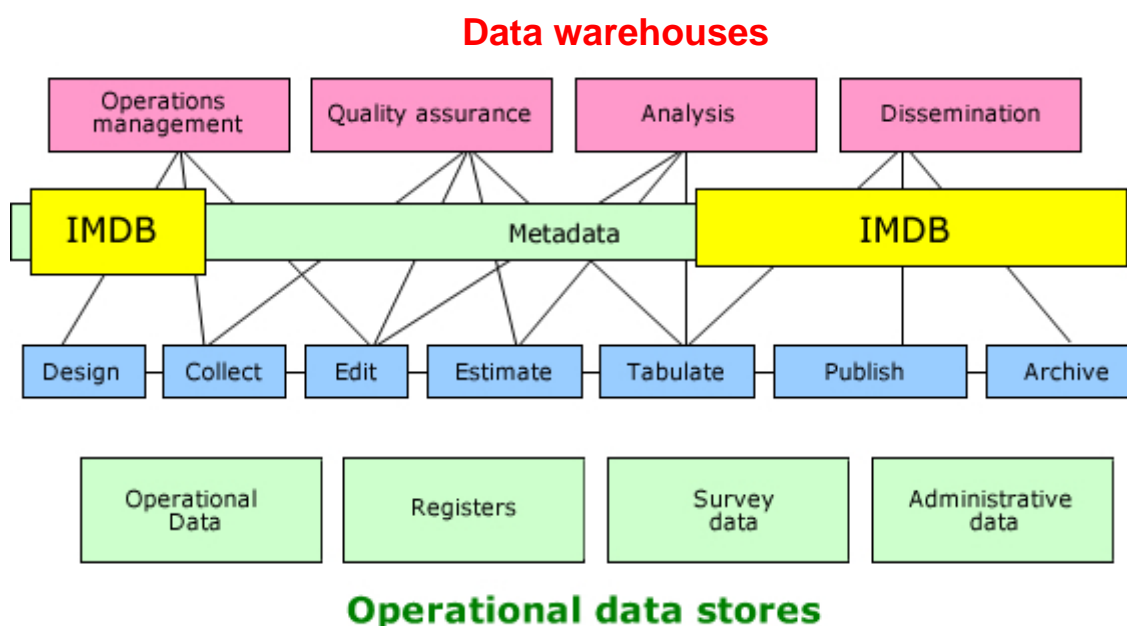 Data warehouses
Operations
management
Quality assurance
Analysis
Dissemination
IMDB
Metadata
IMDB
Design
Collect
Edit
Estimate
Tabulate
Publish
Archive
Operational
Data
Registers
Survey
data
Administrative
data
Operational data stores